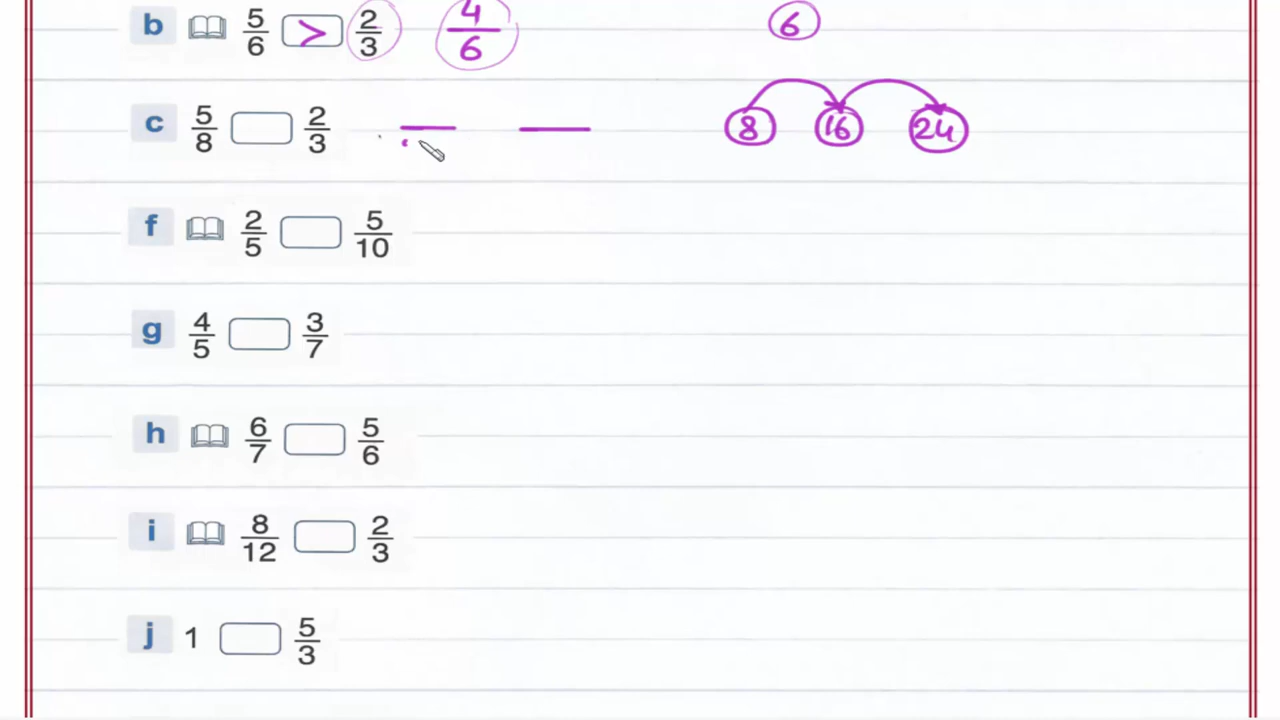 b 5/6 > 2/3 4/6 6
c 5/8 2/3 8 16 24
f 2/5 5/10
g 4/5 3/7
h 6/7 5/6
i 8/12 2/3
j 1 5/3